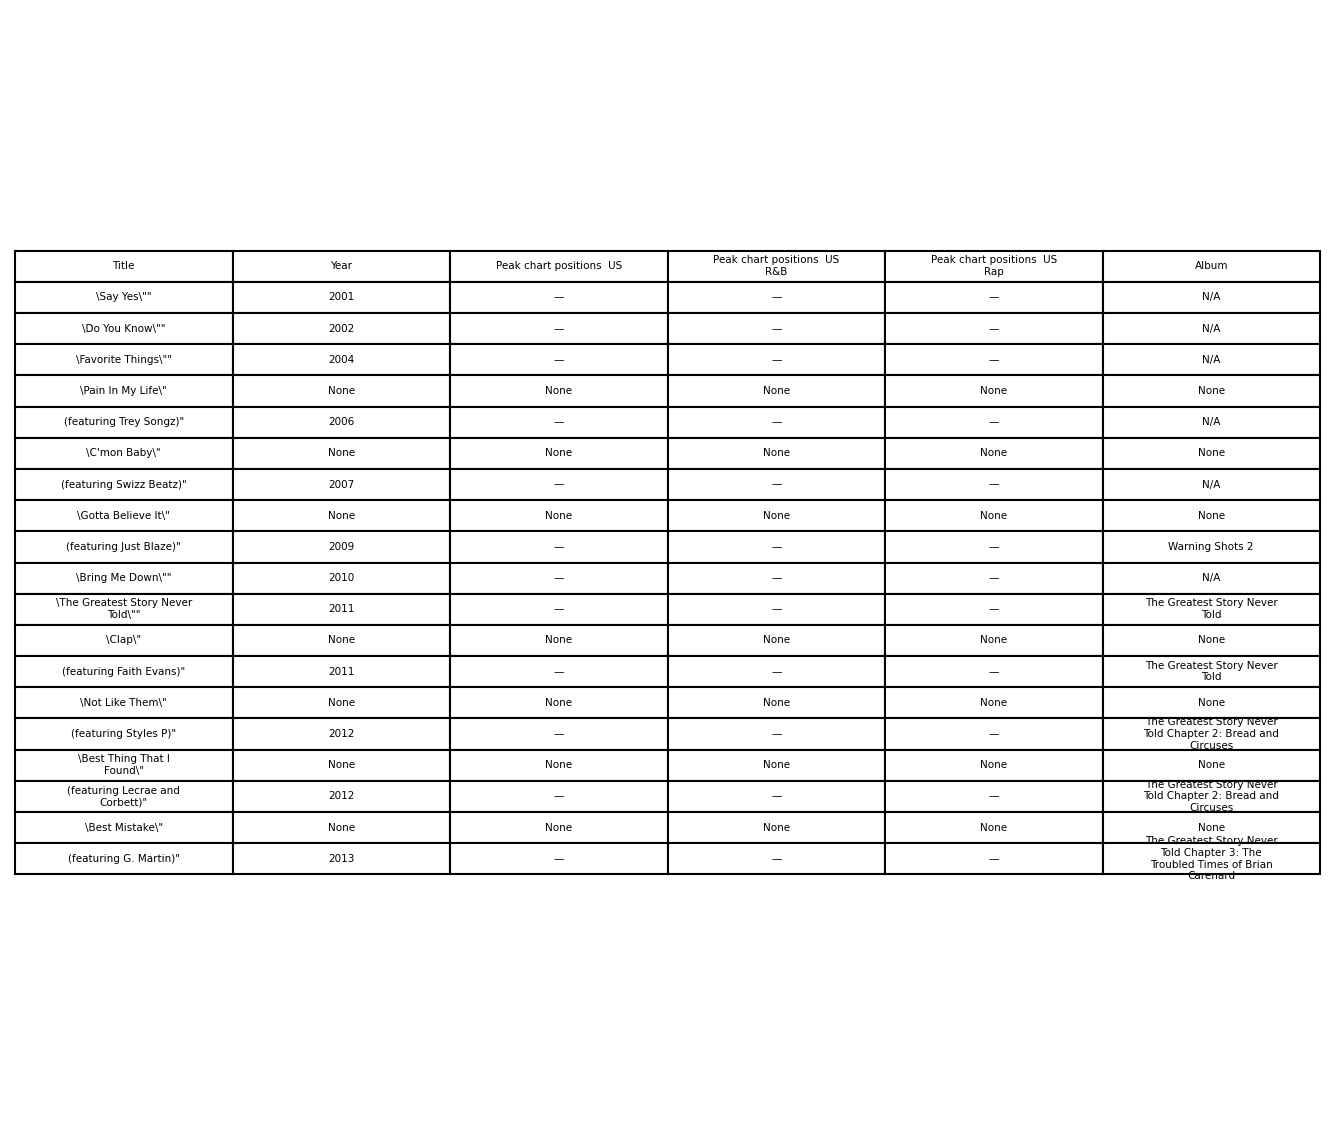 Title Year Peak chart positions  US Peak chart positions  US R&B Peak chart positions  US Rap Album
\Say Yes\"" 2001 — — — N/A
\Do You Know\"" 2002 — — — N/A
\Favorite Things\"" 2004 — — — N/A
\Pain In My Life\" None None None None None
(featuring Trey Songz)" 2006 — — — N/A
\C'mon Baby\" None None None None None
(featuring Swizz Beatz)" 2007 — — — N/A
\Gotta Believe It\" None None None None None
(featuring Just Blaze)" 2009 — — — Warning Shots 2
\Bring Me Down\"" 2010 — — — N/A
\The Greatest Story Never Told\"" 2011 — — — The Greatest Story Never Told
\Clap\" None None None None None
(featuring Faith Evans)" 2011 — — — The Greatest Story Never Told
\Not Like Them\" None None None None None
(featuring Styles P)" 2012 — — — The Greatest Story Never Told Chapter 2: Bread and Circuses
\Best Thing That I Found\" None None None None None
(featuring Lecrae and Corbett)" 2012 — — — The Greatest Story Never Told Chapter 2: Bread and Circuses
\Best Mistake\" None None None None None
(featuring G. Martin)" 2013 — — — The Greatest Story Never Told Chapter 3: The Troubled Times of Brian Carenard